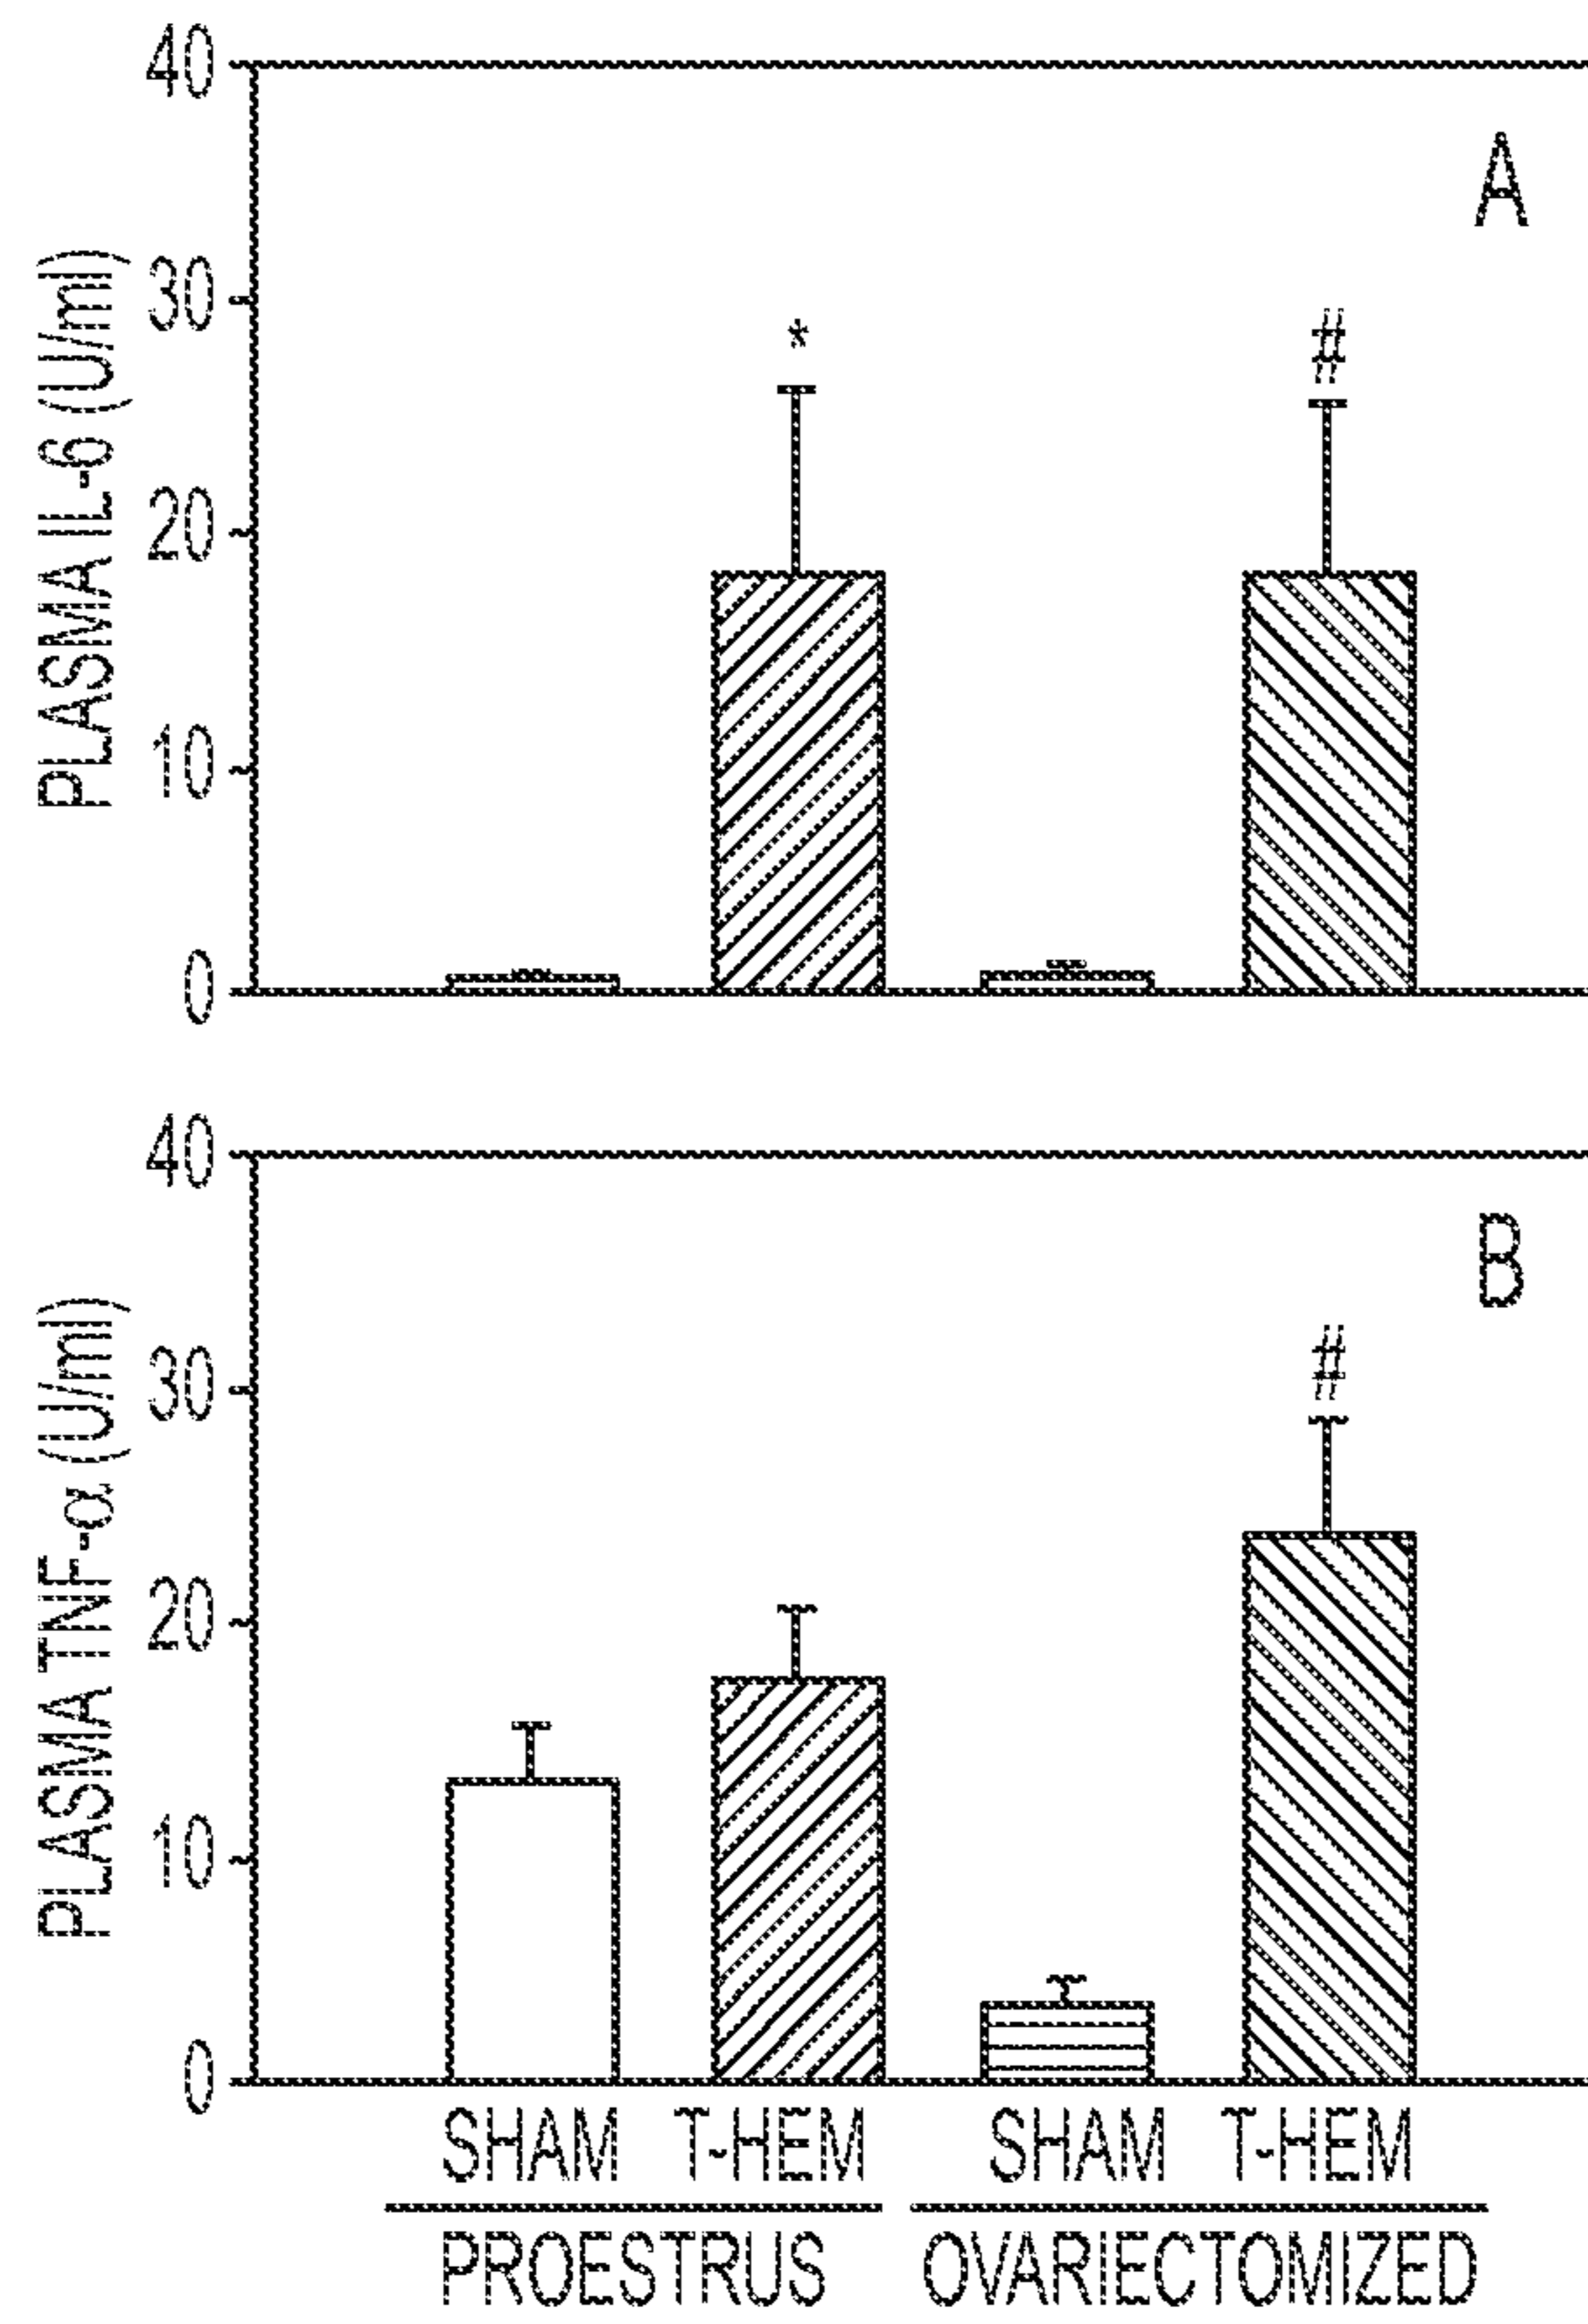 40
A
30
*
#
20
10
0
PLASMA IL-6 (U/ml)
40
B
30
#
20
10
0
PLASMA TNF-α (U/ml)
SHAM T-HEM SHAM T-HEM
PROESTRUS OVARIECTOMIZED